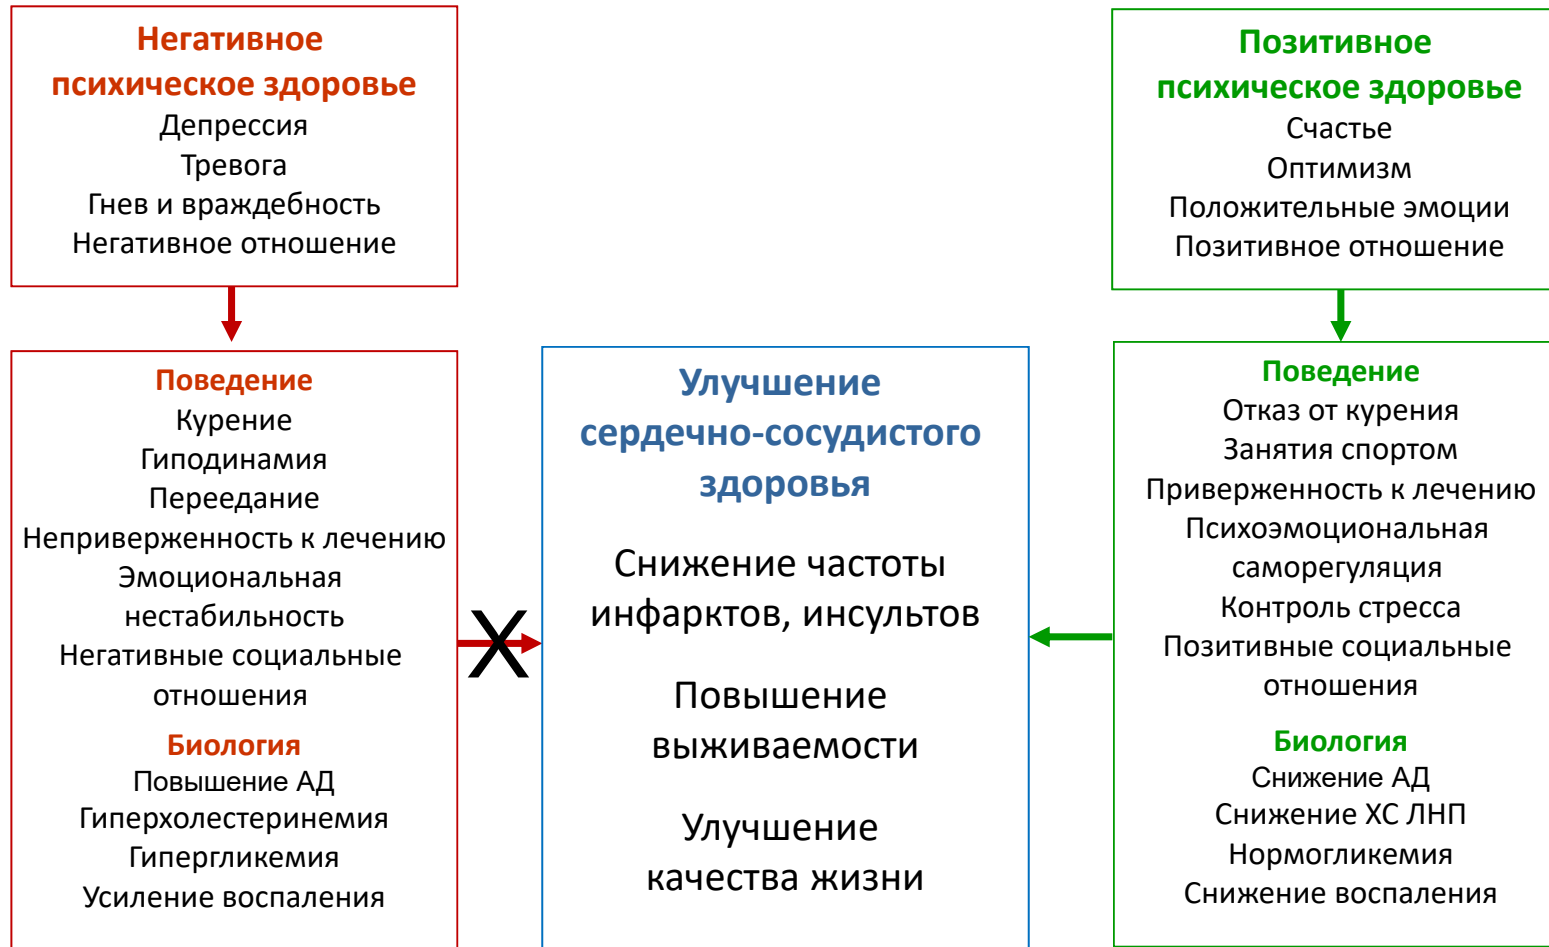 Негативное
психическое здоровье
Депрессия
Тревога
Гнев и враждебность
Негативное отношение
Позитивное
психическое здоровье
Счастье
Оптимизм
Положительные эмоции
Позитивное отношение
Поведение
Курение
Гиподинамия
Переедание
Неприверженность к лечению
Эмоциональная
нестабильность
Негативные социальные
отношения
Биология
Повышение АД
Гиперхолестеринемия
Гипергликемия
Усиление воспаления
X
Улучшение
сердечно-сосудистого
здоровья
Снижение частоты
инфарктов, инсультов
Повышение
выживаемости
Улучшение
качества жизни
Поведение
Отказ от курения
Занятия спортом
Приверженность к лечению
Психоэмоциональная
саморегуляция
Контроль стресса
Позитивные социальные
отношения
Биология
Снижение АД
Снижение ХС ЛНП
Нормогликемия
Снижение воспаления